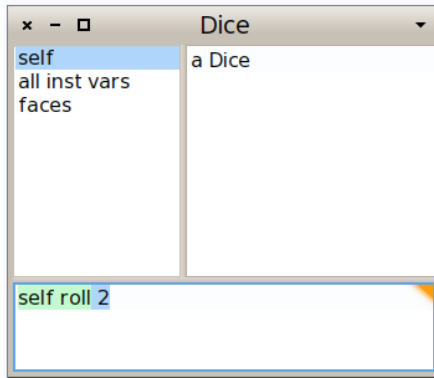 Dice
self
all inst vars
faces
a Dice
self roll 2